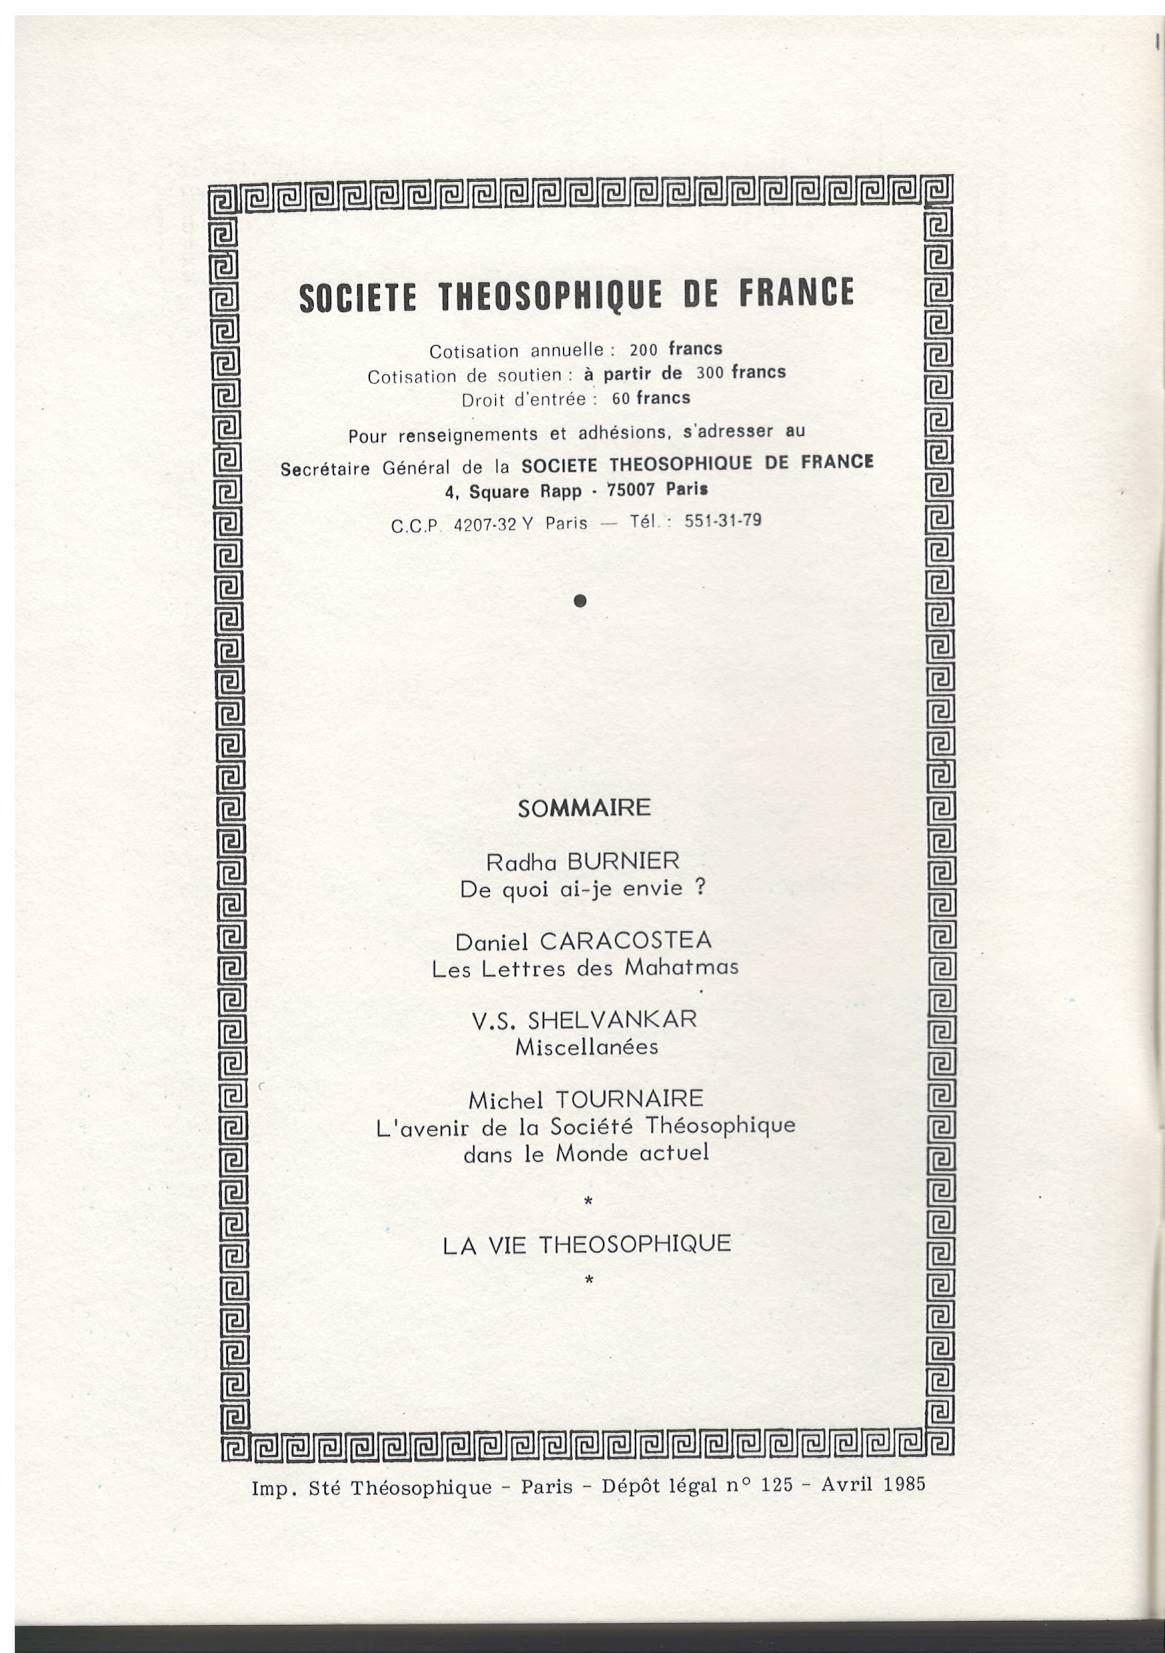 SOCIETE THEOSOPHIQUE DE FRANCE
Cotisation annuelle : 200 francs
Cotisation de soutien : à partir de 300 francs
Droit d'entrée : 60 francs
Pour renseignements et adhésions, s'adresser au
Secrétaire Général de la SOCIETE THEOSOPHIQUE DE FRANCE
4, Square Rapp - 75007 Paris
C.C.P. 4207-32 Y Paris — Tél. : 551-31-79
●
SOMMAIRE
Radha BURNIER
De quoi ai-je envie ?
Daniel CARACOSTEA
Les Lettres des Mahatmas
V.S. SHELVANKAR
Miscellanées
Michel TOURNAIRE
L'avenir de la Société Théosophique
dans le Monde actuel
*
LA VIE THEOSOPHIQUE
*
Imp. Sté Théosophique - Paris - Dépôt légal n° 125 - Avril 1985